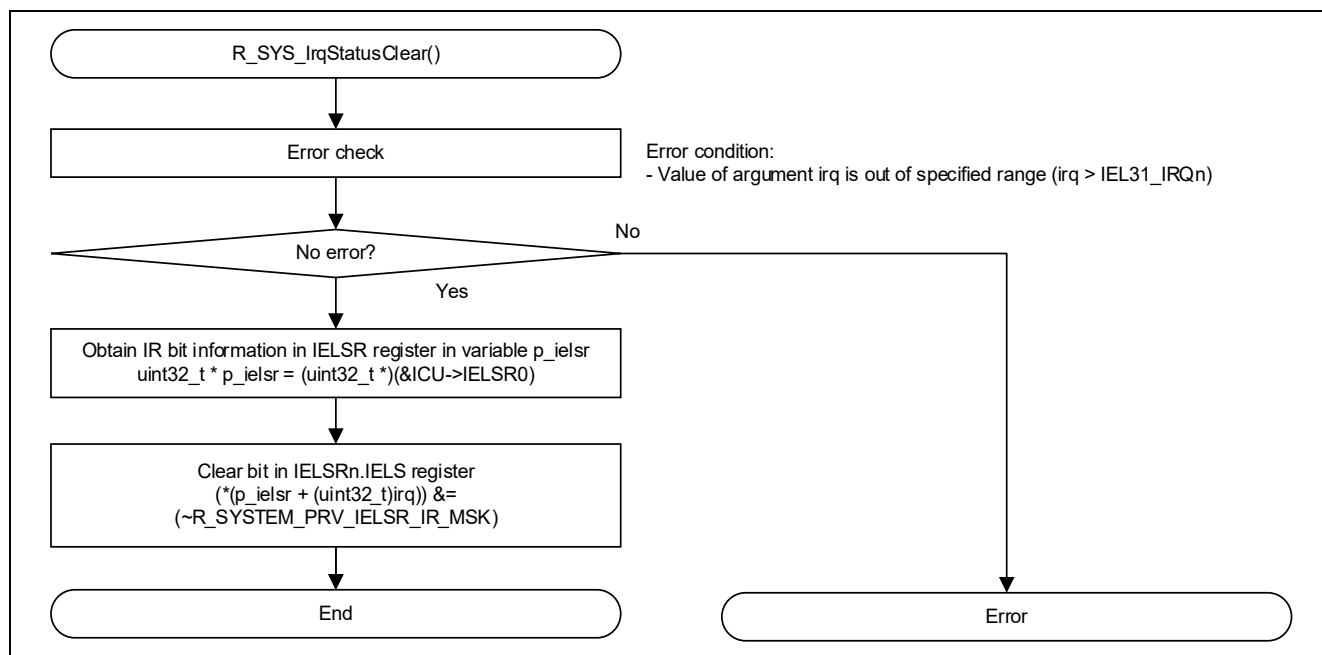 R_SYS_IrqStatusClear()
Error check
Error condition:
- Value of argument irq is out of specified range (irq > IEL31_IRQn)
No error?
No
Yes
Obtain IR bit information in IELSR register in variable p_ielsr
uint32_t * p_ielsr = (uint32_t *)(&ICU->IELSR0)
Clear bit in IELSRn.IELS register
(*(p_ielsr + (uint32_t)irq)) &=
(~R_SYSTEM_PRV_IELSR_IR_MSK)
End
Error